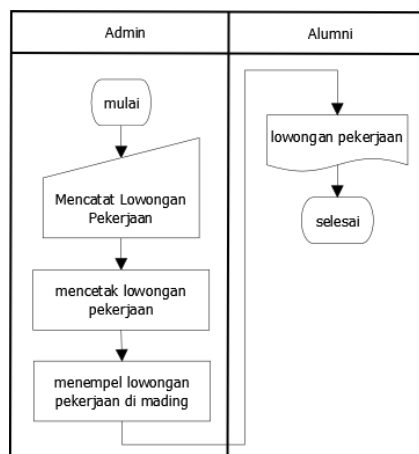 Admin
Alumni
mulai
Mencatat Lowongan
Pekerjaan
mencetak lowongan
pekerjaan
menempel lowongan
pekerjaan di mading
lowongan pekerjaan
selesai